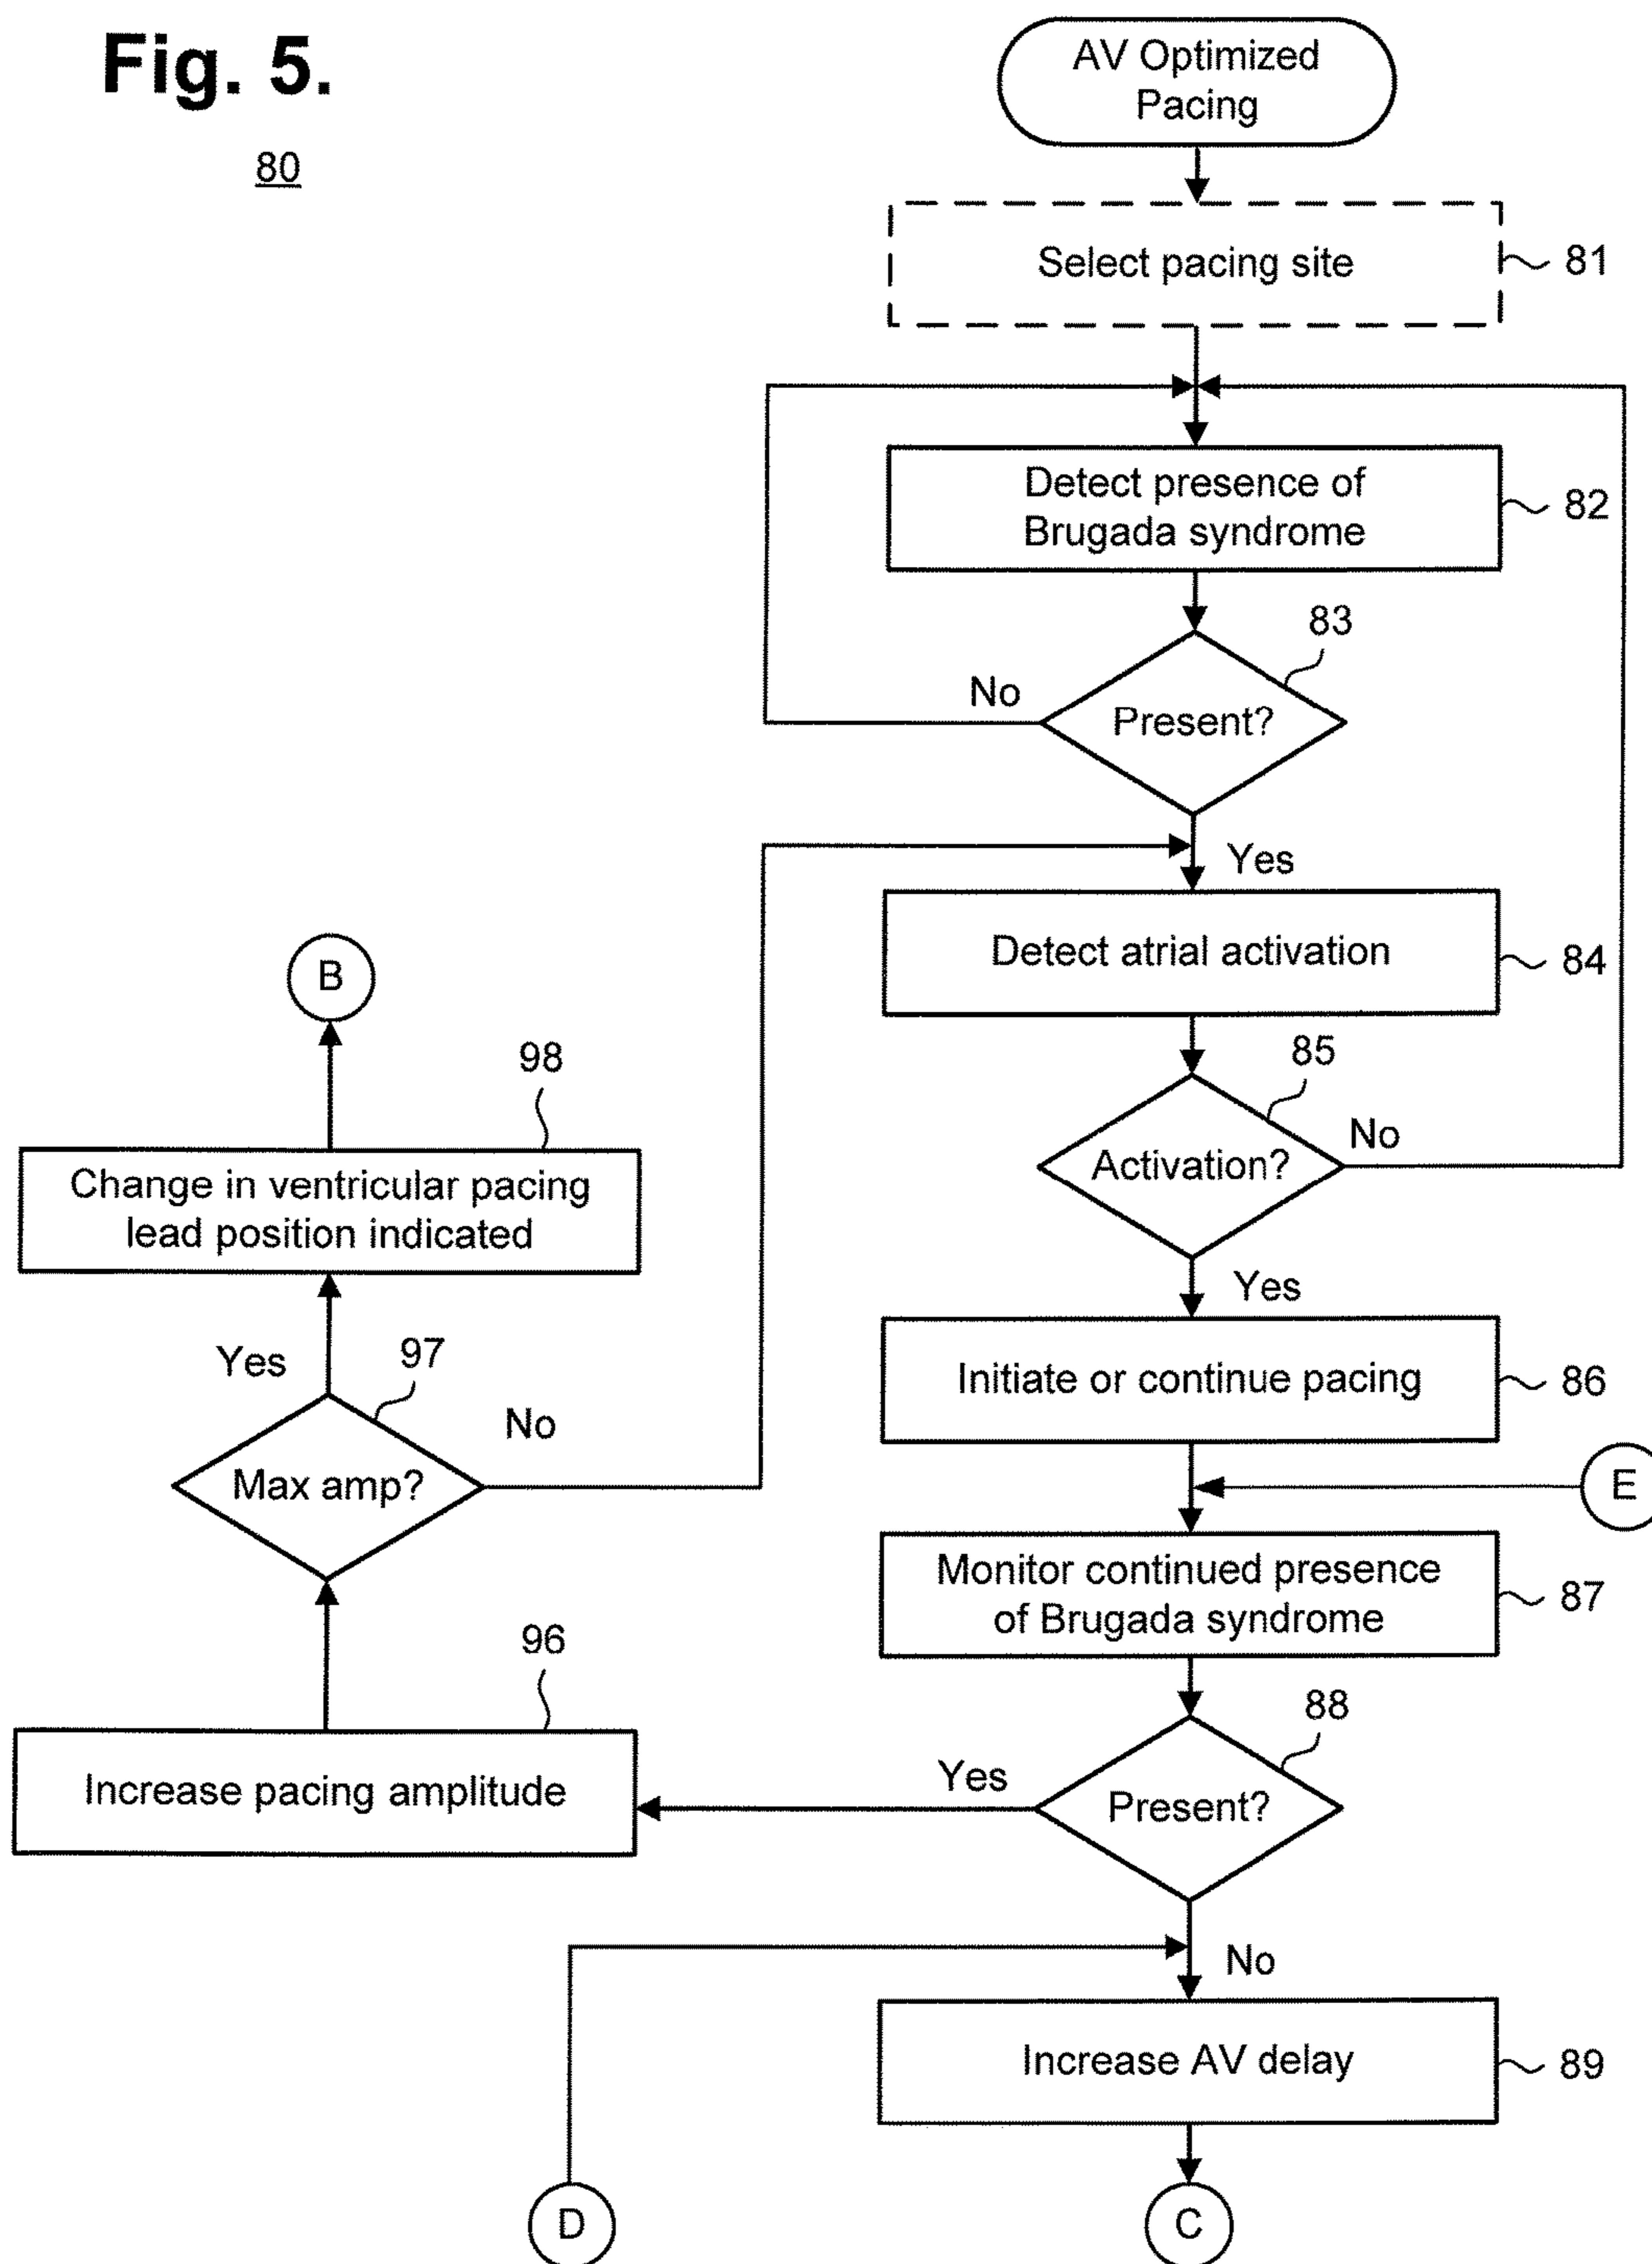 Fig. 5.
80
AV Optimized
Pacing
Select pacing site
81
Detect presence of
Brugada syndrome
82
83
No
Present?
Yes
Detect atrial activation
84
B
98
85
Change in ventricular pacing
lead position indicated
Activation?
No
Yes
Yes
97
Initiate or continue pacing
86
No
Max amp?
E
Monitor continued presence
of Brugada syndrome
87
96
88
Increase pacing amplitude
Yes
Present?
No
Increase AV delay
89
D
C